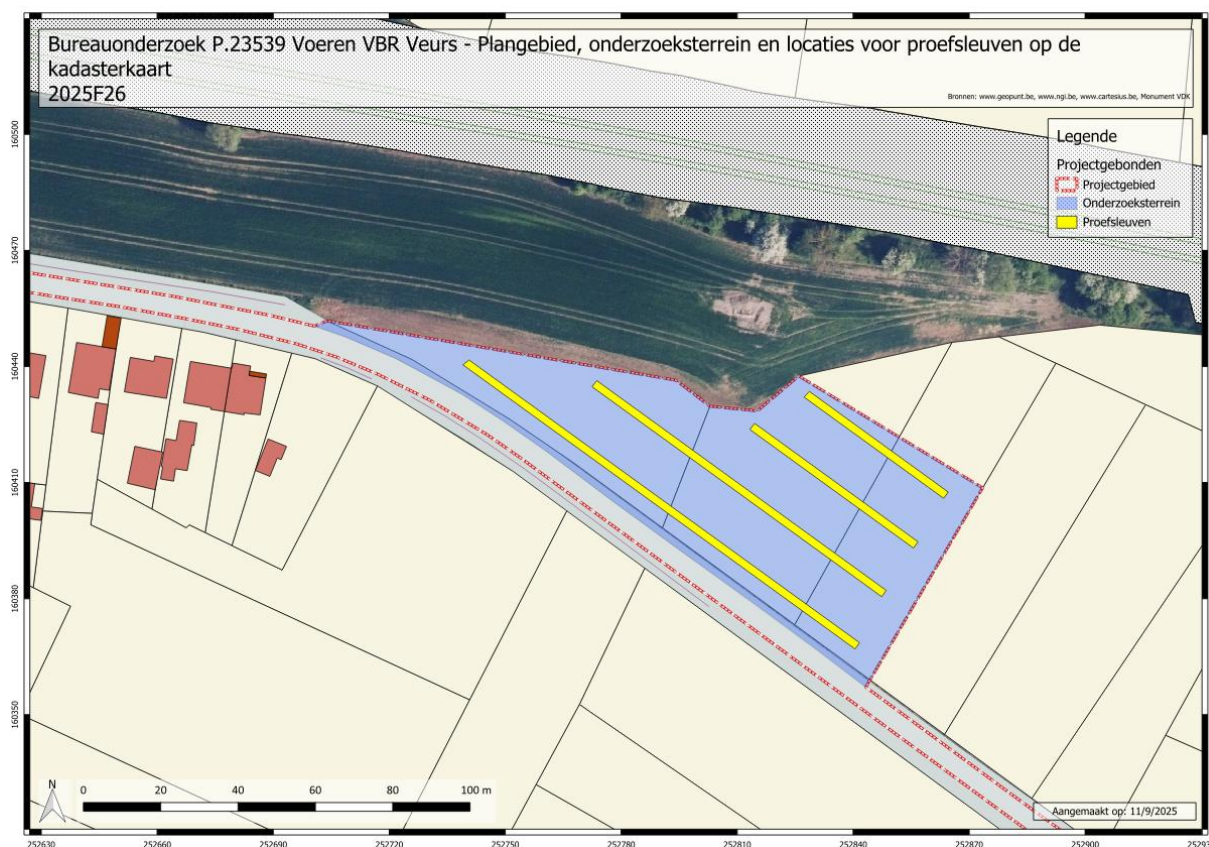 Bureauonderzoek P.23539 Voeren VBR Veurs - Plangebied, onderzoeksterrein en locaties voor proefsleuven op de
kadasterkaart
2025F26
Bronnen: www.geopunt.be, www.ngi.be, www.cartesius.be, Monument VDK
Legende
Projectgebonden
Projectgebied
Onderzoeksterrein
Proefsleuven
160500
160470
160440
160410
160380
160350
N
0 20 40 60 80 100 m
Aangemaakt op: 11/9/2025
252630 252660 252690 252720 252750 252780 252810 252840 252870 252900